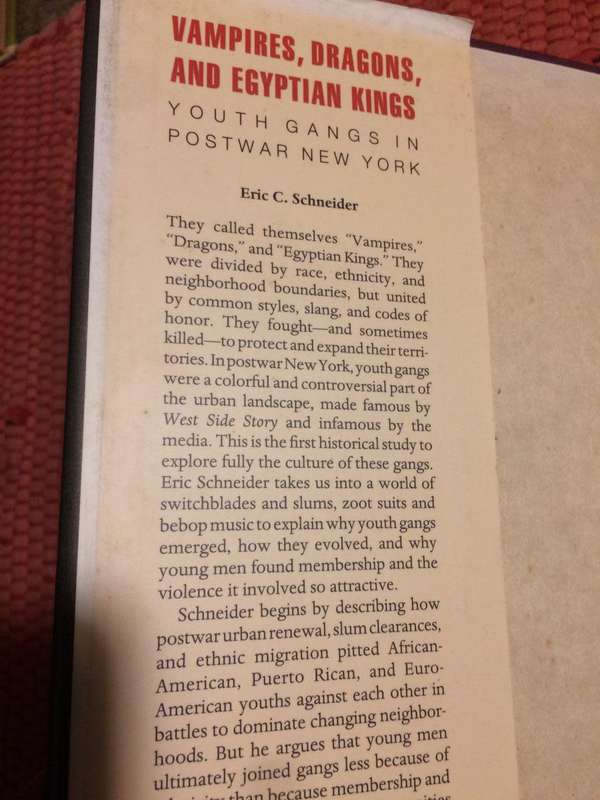 VAMPIRES, DRAGONS,
AND EGYPTIAN KINGS
YOUTH GANGS IN
POSTWAR NEW YORK
Eric C. Schneider
They called themselves “Vampires,”
“Dragons,” and “Egyptian Kings.” They
were divided by race, ethnicity, and
neighborhood boundaries, but united
by common styles, slang, and codes of
honor. They fought—and sometimes
killed—to protect and expand their terri-
tories. In postwar New York, youth gangs
were a colorful and controversial part of
the urban landscape, made famous by
West Side Story and infamous by the
media. This is the first historical study to
explore fully the culture of these gangs.
Eric Schneider takes us into a world of
switchblades and slums, zoot suits and
bebop music to explain why youth gangs
emerged, how they evolved, and why
young men found membership and the
violence it involved so attractive.
Schneider begins by describing how
postwar urban renewal, slum clearances,
and ethnic migration pitted African-
American, Puerto Rican, and Euro-
American youths against each other in
battles to dominate changing neighbor-
hoods. But he argues that young men
ultimately joined gangs less because of
than because membership and